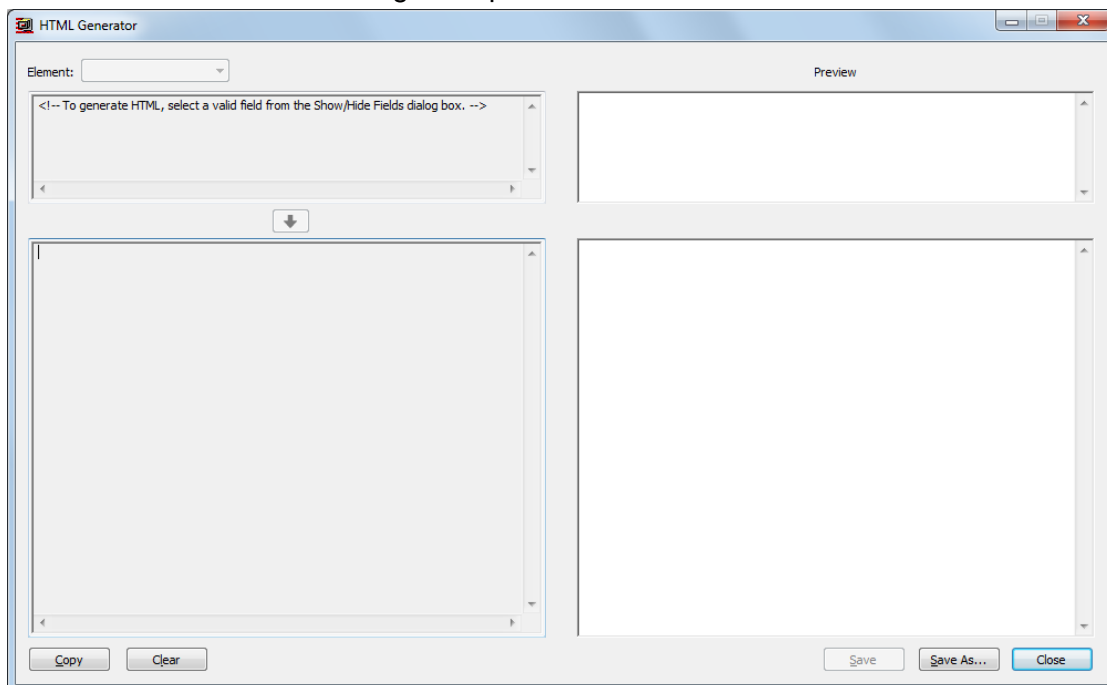 HTML Generator
Element:
Preview
<!-- To generate HTML, select a valid field from the Show/Hide Fields dialog box. -->
Copy
Clear
Save
Save As...
Close